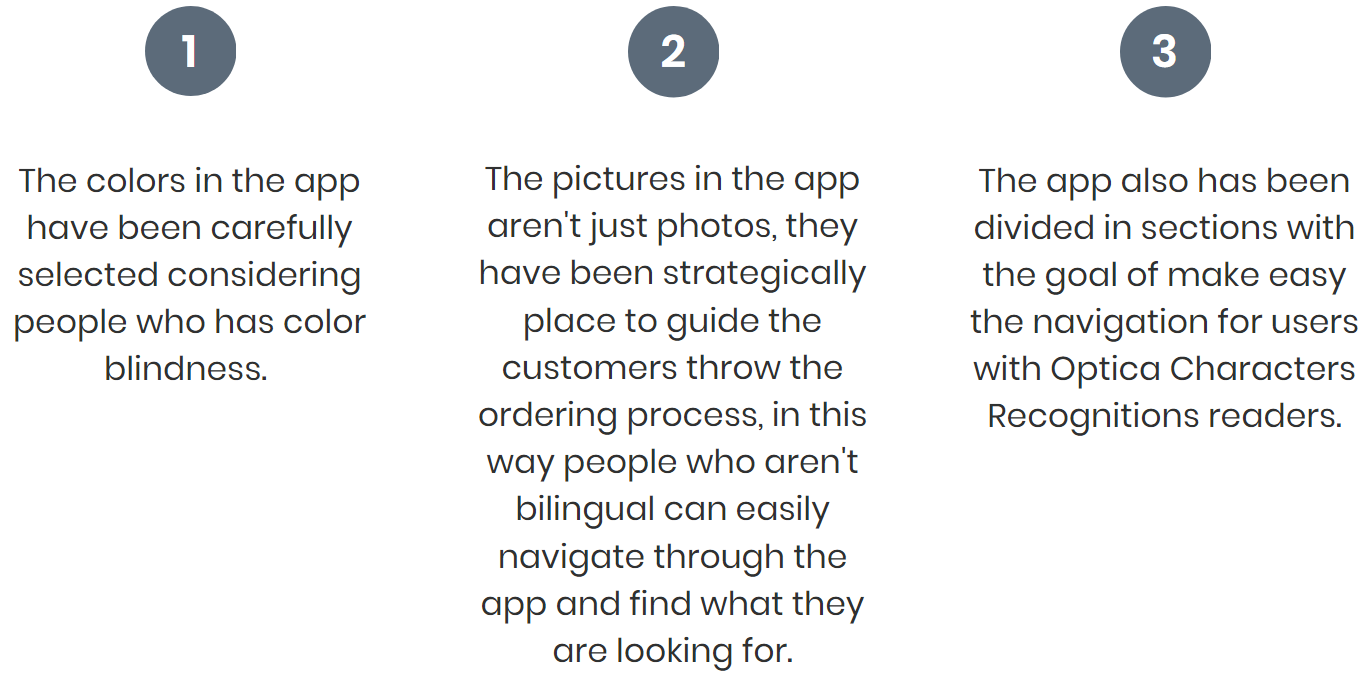 1
The colors in the app
have been carefully
selected considering
people who has color
blindness.
2
The pictures in the app
aren't just photos, they
have been strategically
place to guide the
customers throw the
ordering process, in this
way people who aren't
bilingual can easily
navigate through the
app and find what they
are looking for.
3
The app also has been
divided in sections with
the goal of make easy
the navigation for users
with Optica Characters
Recognitions readers.